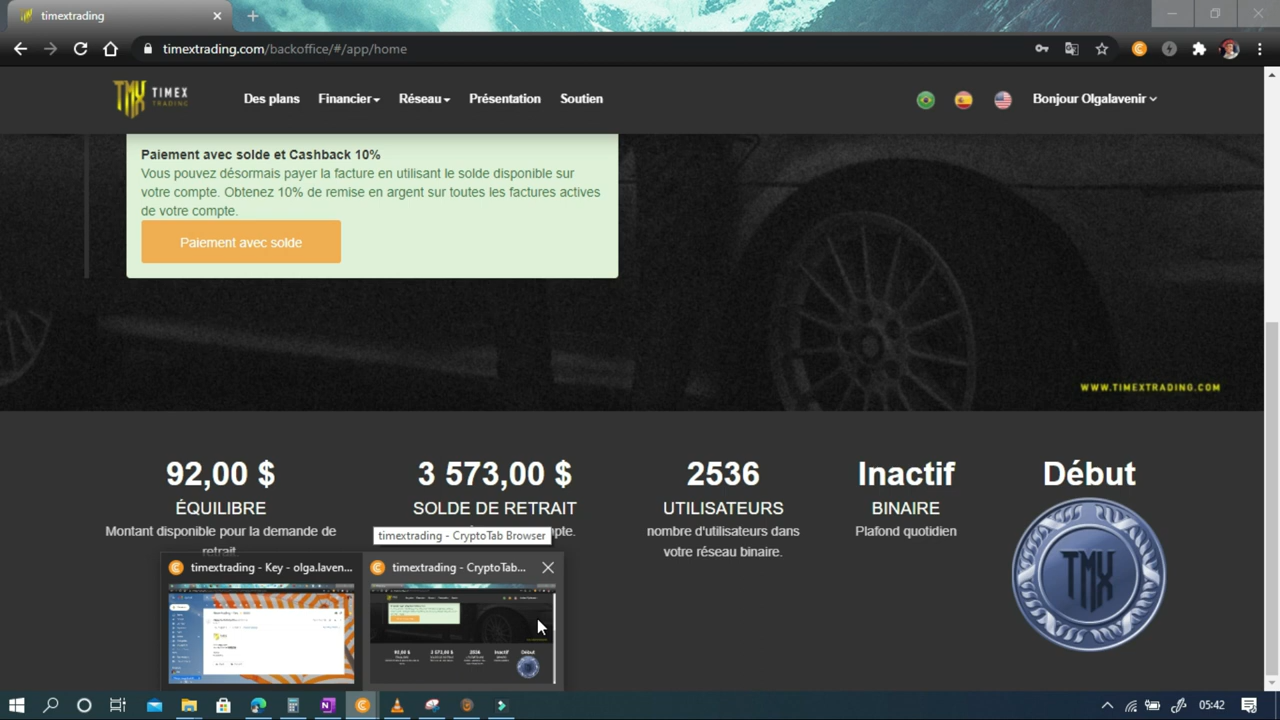 timextrading
timextrading.com/backoffice/#/app/home
TIMEX
TRADING
Des plans
Financier
Réseau
Présentation
Soutien
Bonjour Olgalavenir
Paiement avec solde et Cashback 10%
Vous pouvez désormais payer la facture en utilisant le solde disponible sur
votre compte. Obtenez 10% de remise en argent sur toutes les factures actives
de votre compte.
Paiement avec solde
WWW.TIMEXTRADING.COM
92,00 $
ÉQUILIBRE
Montant disponible pour la demande de
retrait.
3 573,00 $
SOLDE DE RETRAIT
compte.
2536
UTILISATEURS
nombre d'utilisateurs dans
votre réseau binaire.
Inactif
BINAIRE
Plafond quotidien
Début
TMX
timextrading - CryptoTab Browser
timextrading - Key - olga.laven...
timextrading - CryptoTab...
05:42